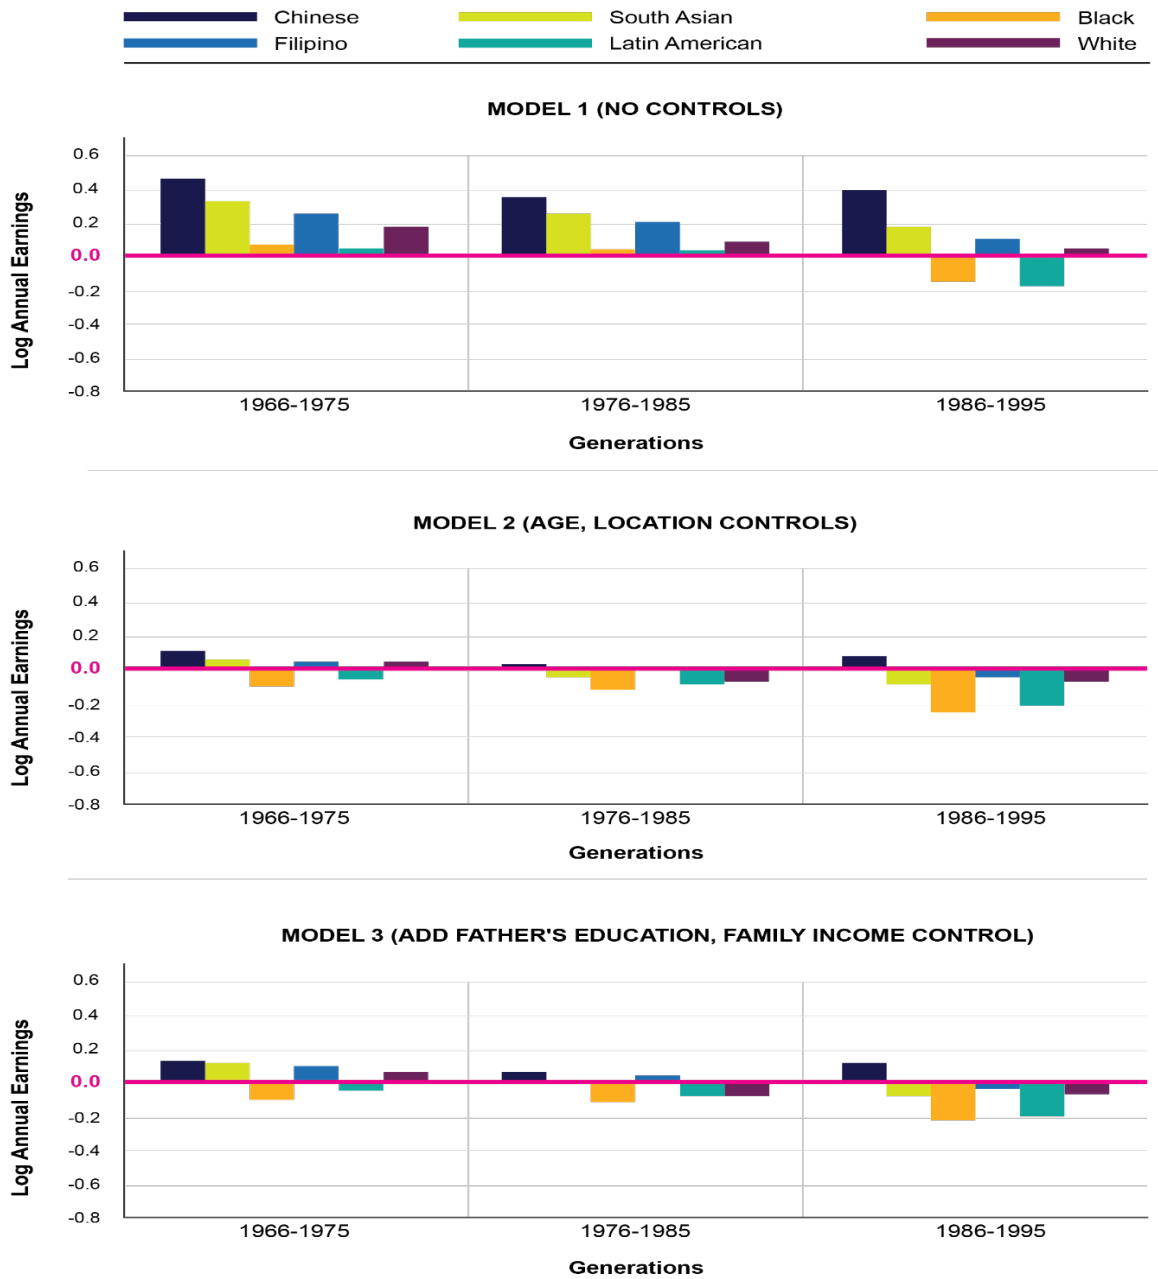 Chinese South Asian Black
Filipino Latin American White
MODEL 1 (NO CONTROLS)
Log Annual Earnings
0.6
0.4
0.2
0.0
-0.2
-0.4
-0.6
-0.8
1966-1975 1976-1985 1986-1995
Generations
MODEL 2 (AGE, LOCATION CONTROLS)
Log Annual Earnings
0.6
0.4
0.2
0.0
-0.2
-0.4
-0.6
-0.8
1966-1975 1976-1985 1986-1995
Generations
MODEL 3 (ADD FATHER'S EDUCATION, FAMILY INCOME CONTROL)
Log Annual Earnings
0.6
0.4
0.2
0.0
-0.2
-0.4
-0.6
-0.8
1966-1975 1976-1985 1986-1995
Generations